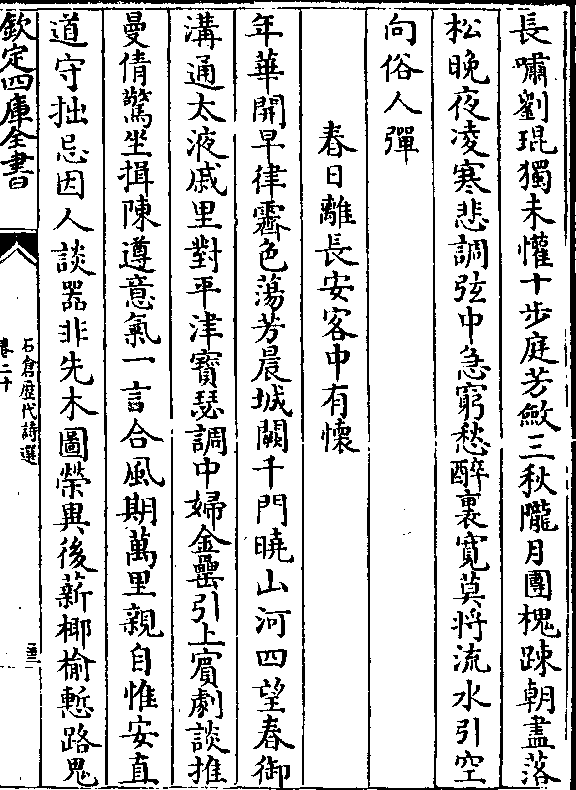 長嘯劉琨獨未懽十步庭芳斂三秋隴月團槐踈朝盡落
松晚夜凌寒悲調弦中急窮愁醉裏寛莫將流水引空
向俗人彈
春日離長安客中有懷
年華開早律霽色蕩芳晨城闕千門曉山河四望春御
溝通太液戚里對平津寳瑟調中婦金罍引上賔劇談推
曼倩驚坐揖陳遵意氣一言合風期萬里親自惟安直
道守拙忌因人談器非先木圖榮異後薪揶揄慙路鬼
欽定四庫全書
石倉歷代詩選
卷二十